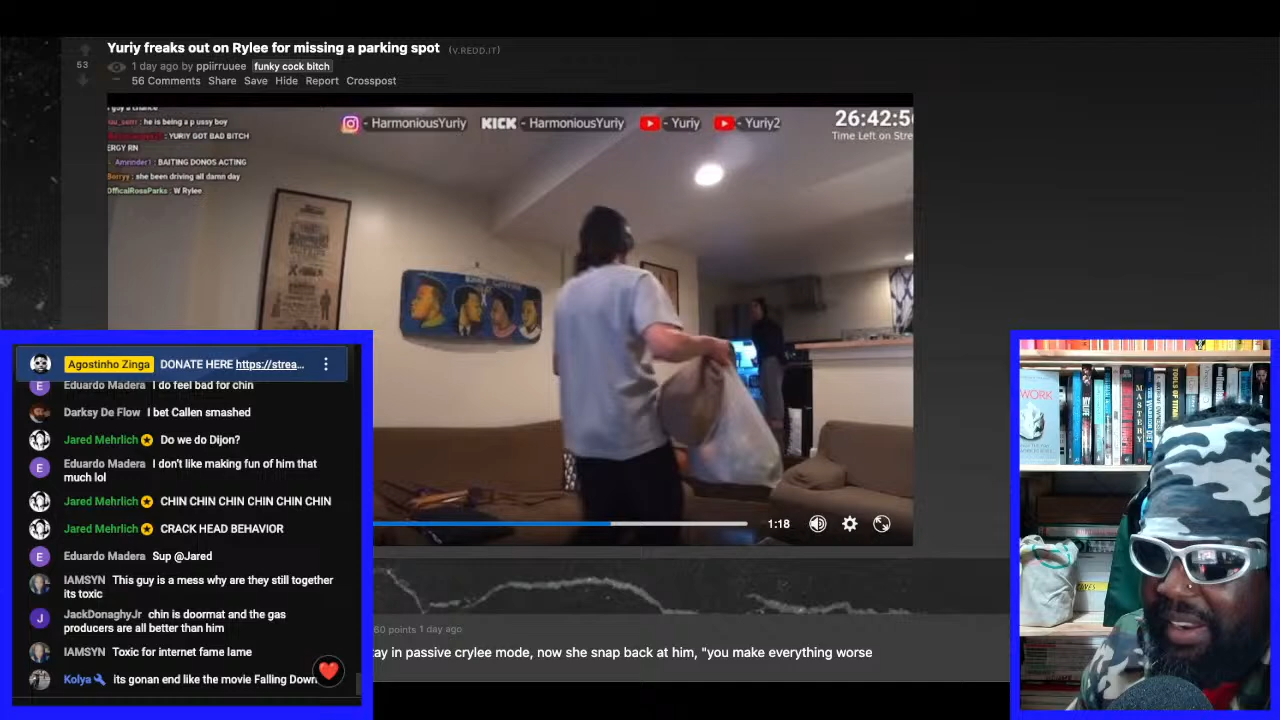 Yuriy freaks out on Rylee for missing a parking spot (V.REDD.IT)
53
1 day ago by ppiirruuee funky cock bitch
56 Comments Share Save Hide Report Crosspost
: he is being a p ussy boy
: YURIY GOT BAD BITCH
ERGY RN
Amrinder1 : BAITING DONOS ACTING
Berryy : she been driving all damn day
OfficalRossParks : W Rylee
- HarmoniousYuriy KICK - HarmoniousYuriy - Yuriy - Yuriy2
26:42:5
Time Left on Stre
1:18
Agostinho Zinga DONATE HERE https://strea...
Eduardo Madera I do feel bad for chin
Darksy De Flow I bet Callen smashed
Jared Mehrlich Do we do Dijon?
Eduardo Madera I don't like making fun of him that
much lol
Jared Mehrlich CHIN CHIN CHIN CHIN CHIN CHIN
Jared Mehrlich CRACK HEAD BEHAVIOR
Eduardo Madera Sup @Jared
IAMSYN This guy is a mess why are they still together
its toxic
JackDonaghyJr chin is doormat and the gas
producers are all better than him
IAMSYN Toxic for internet fame lame
Kolya its gonan end like the movie Falling Down
60 points 1 day ago
ay in passive crylee mode, now she snap back at him, "you make everything worse
WORK
MASTERY
THE WARRIOR DIET
TOOLS OF TITAN